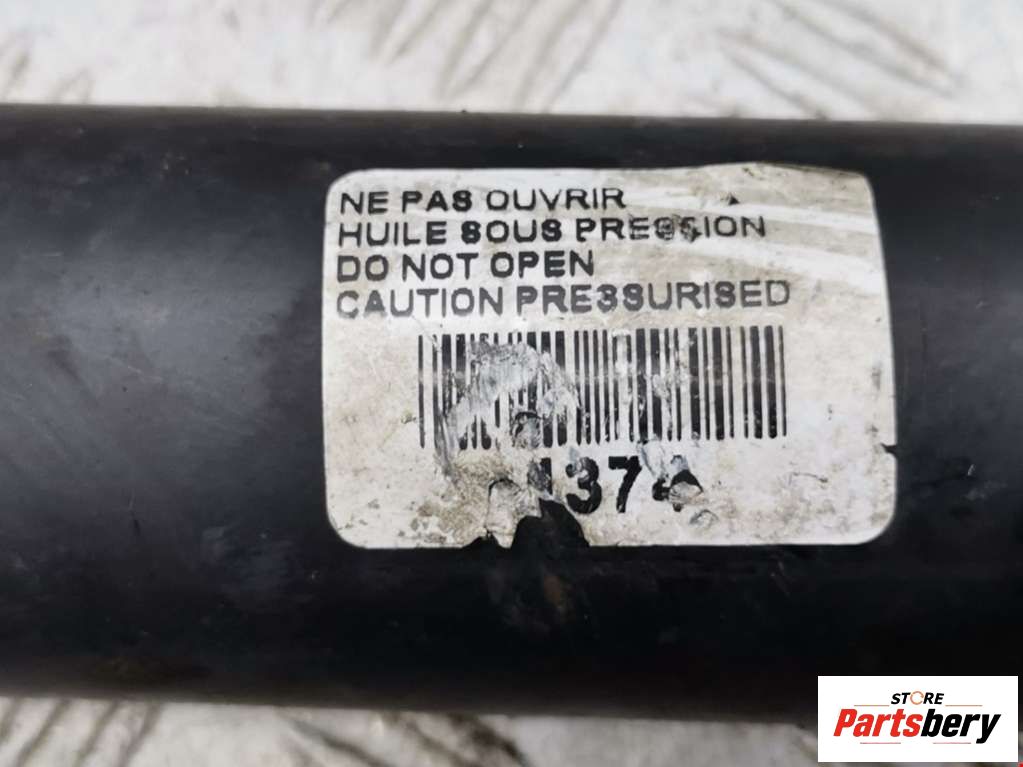 NE PAS OUVRIR
HUILE SOUS PRESSION
DO NOT OPEN
CAUTION PRESSURISED
STORE
Partsbery